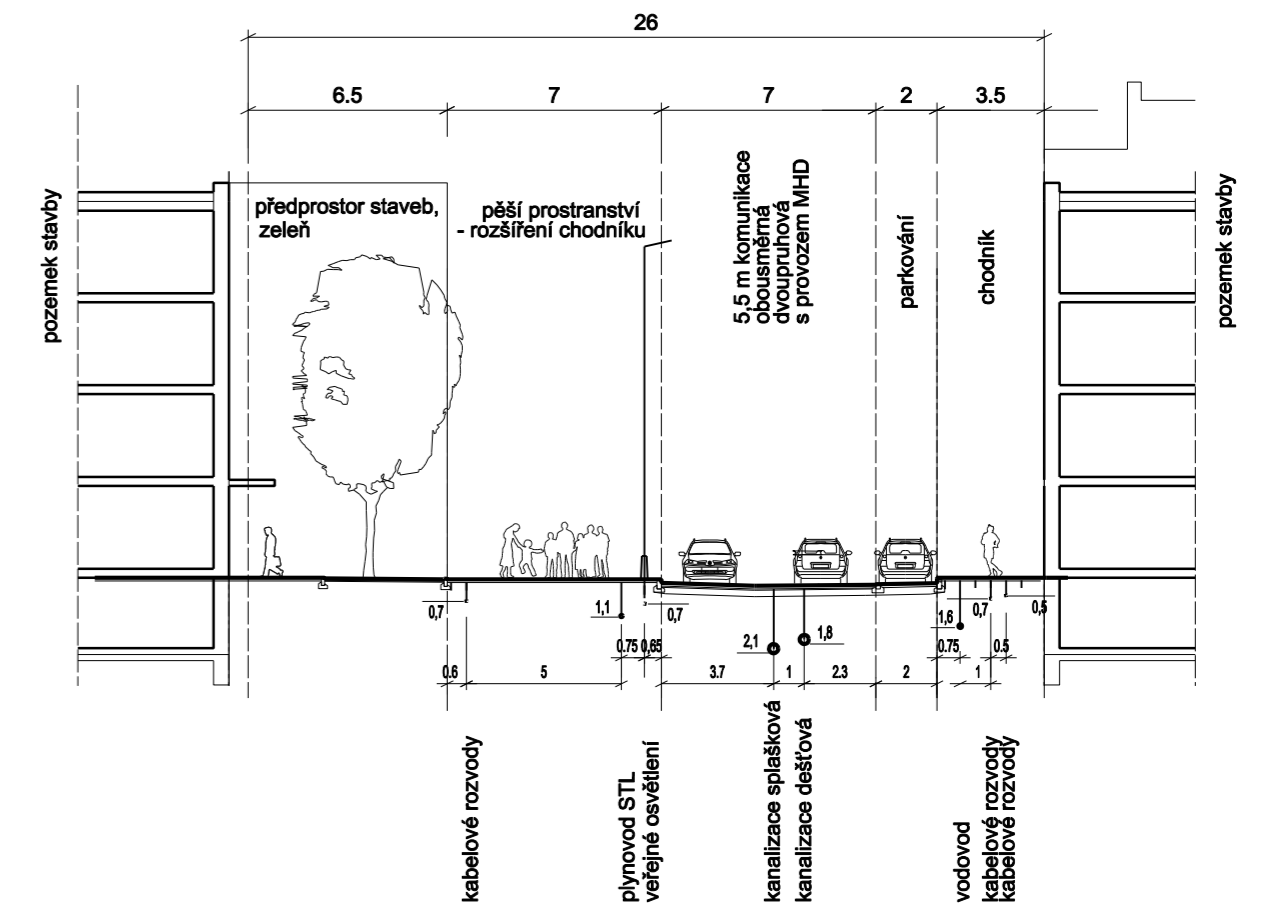 26
6.5 7 7 2 3.5
pozemek stavby
předprostor staveb,
zeleň
pěší prostranství
- rozšíření chodníku
5,5 m komunikace
obousměrná
dvoupruhová
s provozem MHD
parkování
chodník
pozemek stavby
0,7
1,1
0,7
2,1
1,8
1,6
0,7
0,5
0.75 0,65
0.75
0.5
0.6 5 3.7 1 2.3 2 1
kabelové rozvody
plynovod STL
veřejné osvětlení
kanalizace splašková
kanalizace dešťová
vodovod
kabelové rozvody
kabelové rozvody